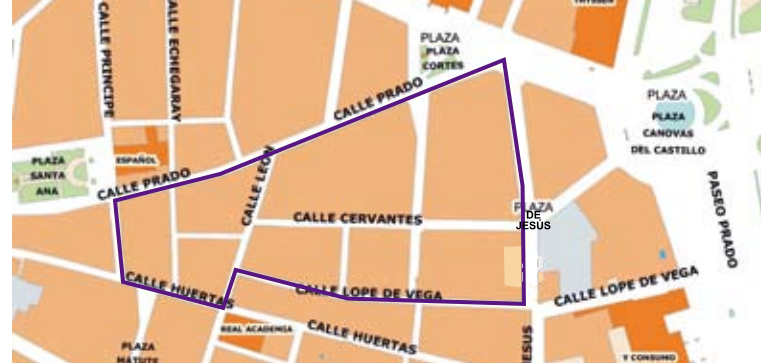 THYSSEN
CALLE PRINCIPE
CALLE ECHEGARAY
PLAZA
PLAZA
CORTES
CALLE PRADO
PLAZA
PLAZA
CANOVAS
DEL CASTILLO
PLAZA
SANTA
ANA
ESPAÑOL
CALLE PRADO
CALLE LEON
PASEO PRADO
PLAZA
DE
JESUS
CALLE CERVANTES
CALLE HUERTAS
CALLE LOPE DE VEGA
CALLE LOPE DE VEGA
REAL ACADEMIA
CALLE HUERTAS
JESUS
PLAZA
MATUTE
Y CONSUMO